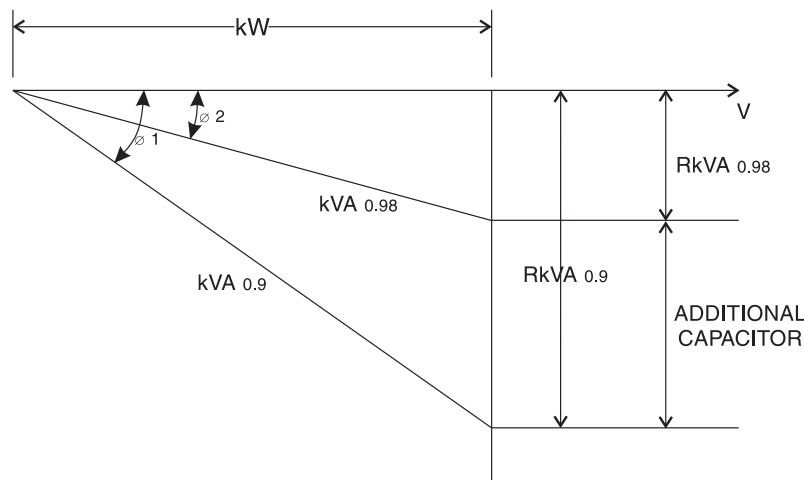 kW
V
ø 2
ø 1
RkVA 0.98
kVA 0.98
kVA 0.9
RkVA 0.9
ADDITIONAL
CAPACITOR